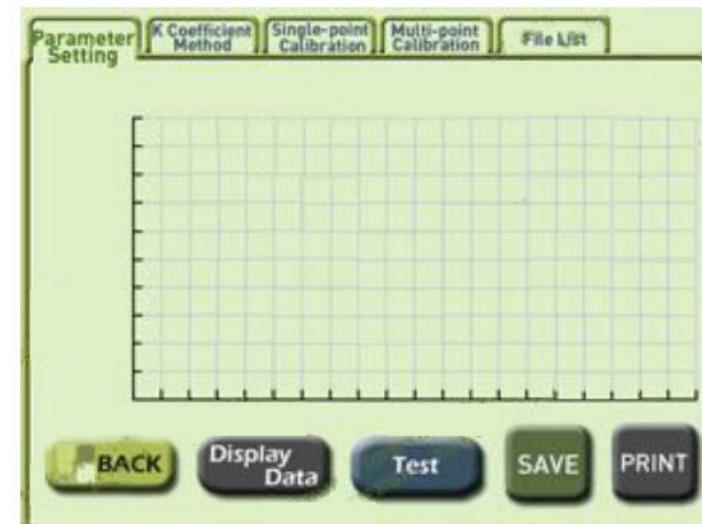 Parameter
Setting
K Coefficient
Method
Single-point
Calibration
Multi-point
Calibration
File List
BACK
Display
Data
Test
SAVE
PRINT